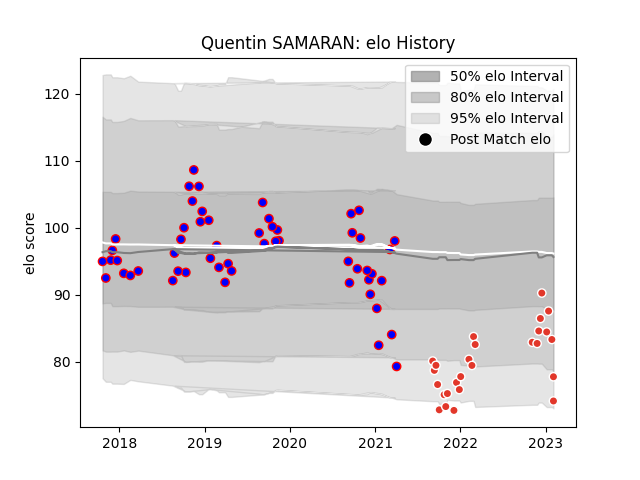 Quentin SAMARAN: elo History
50% elo Interval
80% elo Interval
95% elo Interval
Post Match elo
elo score
120
110
100
90
80
2018
2019
2020
2021
2022
2023